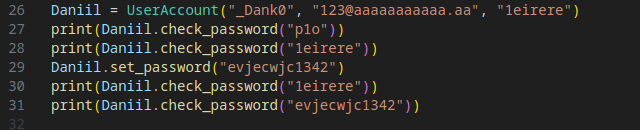 26 Daniil = UserAccount("_Dank0", "123@aaaaaaaaaaa.aa", "1eirere")
27 print(Daniil.check_password("p1o"))
28 print(Daniil.check_password("1eirere"))
29 Daniil.set_password("evjecwjc1342")
30 print(Daniil.check_password("1eirere"))
31 print(Daniil.check_password("evjecwjc1342"))
32